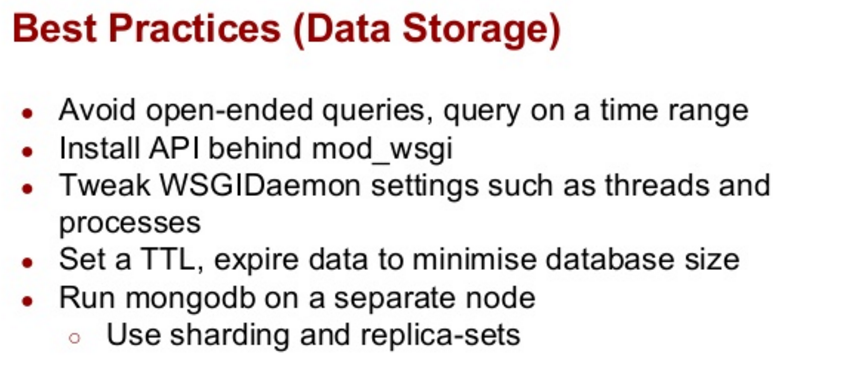 Best Practices (Data Storage)
● Avoid open-ended queries, query on a time range
● Install API behind mod_wsgi
● Tweak WSGIDaemon settings such as threads and
processes
● Set a TTL, expire data to minimise database size
● Run mongodb on a separate node
○ Use sharding and replica-sets